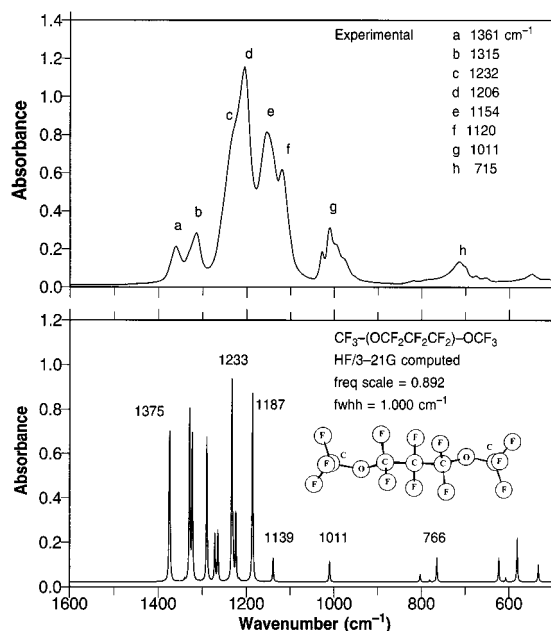 1.4
1.2
1.0
0.8
0.6
0.4
0.2
0.0
Absorbance
Experimental
a 1361 cm⁻¹
b 1315
c 1232
d 1206
e 1154
f 1120
g 1011
h 715
a
b
c
d
e
f
g
h
1.2
1.0
0.8
0.6
0.4
0.2
0.0
Absorbance
CF₃–(OCF₂CF₂CF₂)–OCF₃
HF/3–21G computed
freq scale = 0.892
fwhh = 1.000 cm⁻¹
1375
1233
1187
1139
1011
766
F
F
F
C
O
F
C
F
F
C
F
F
C
F
O
C
F
F
F
1600
1400
1200
1000
800
600
Wavenumber (cm⁻¹)